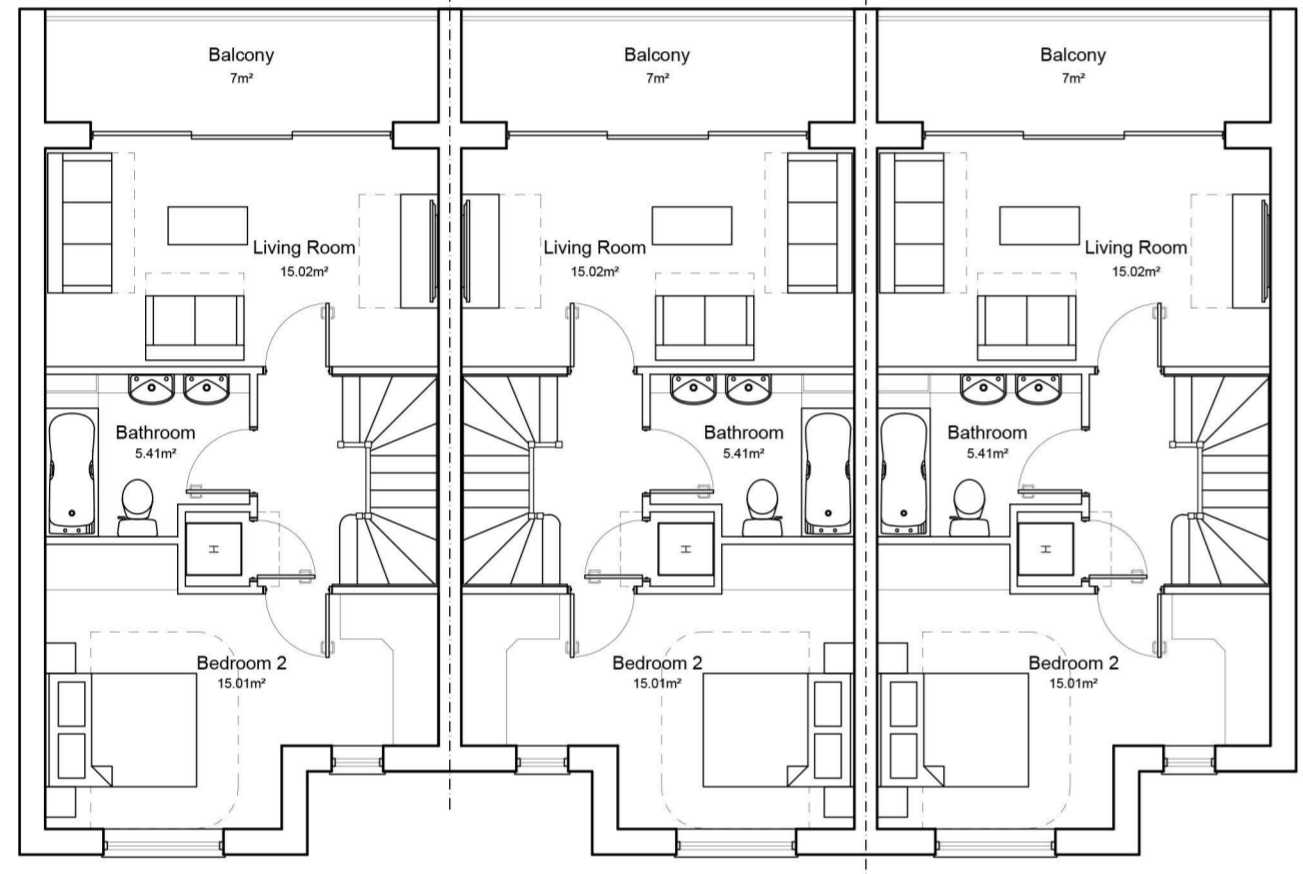 Balcony
7m²
Balcony
7m²
Balcony
7m²
Living Room
15.02m²
Living Room
15.02m²
Living Room
15.02m²
Bathroom
5.41m²
Bathroom
5.41m²
Bathroom
5.41m²
H
H
H
Bedroom 2
15.01m²
Bedroom 2
15.01m²
Bedroom 2
15.01m²